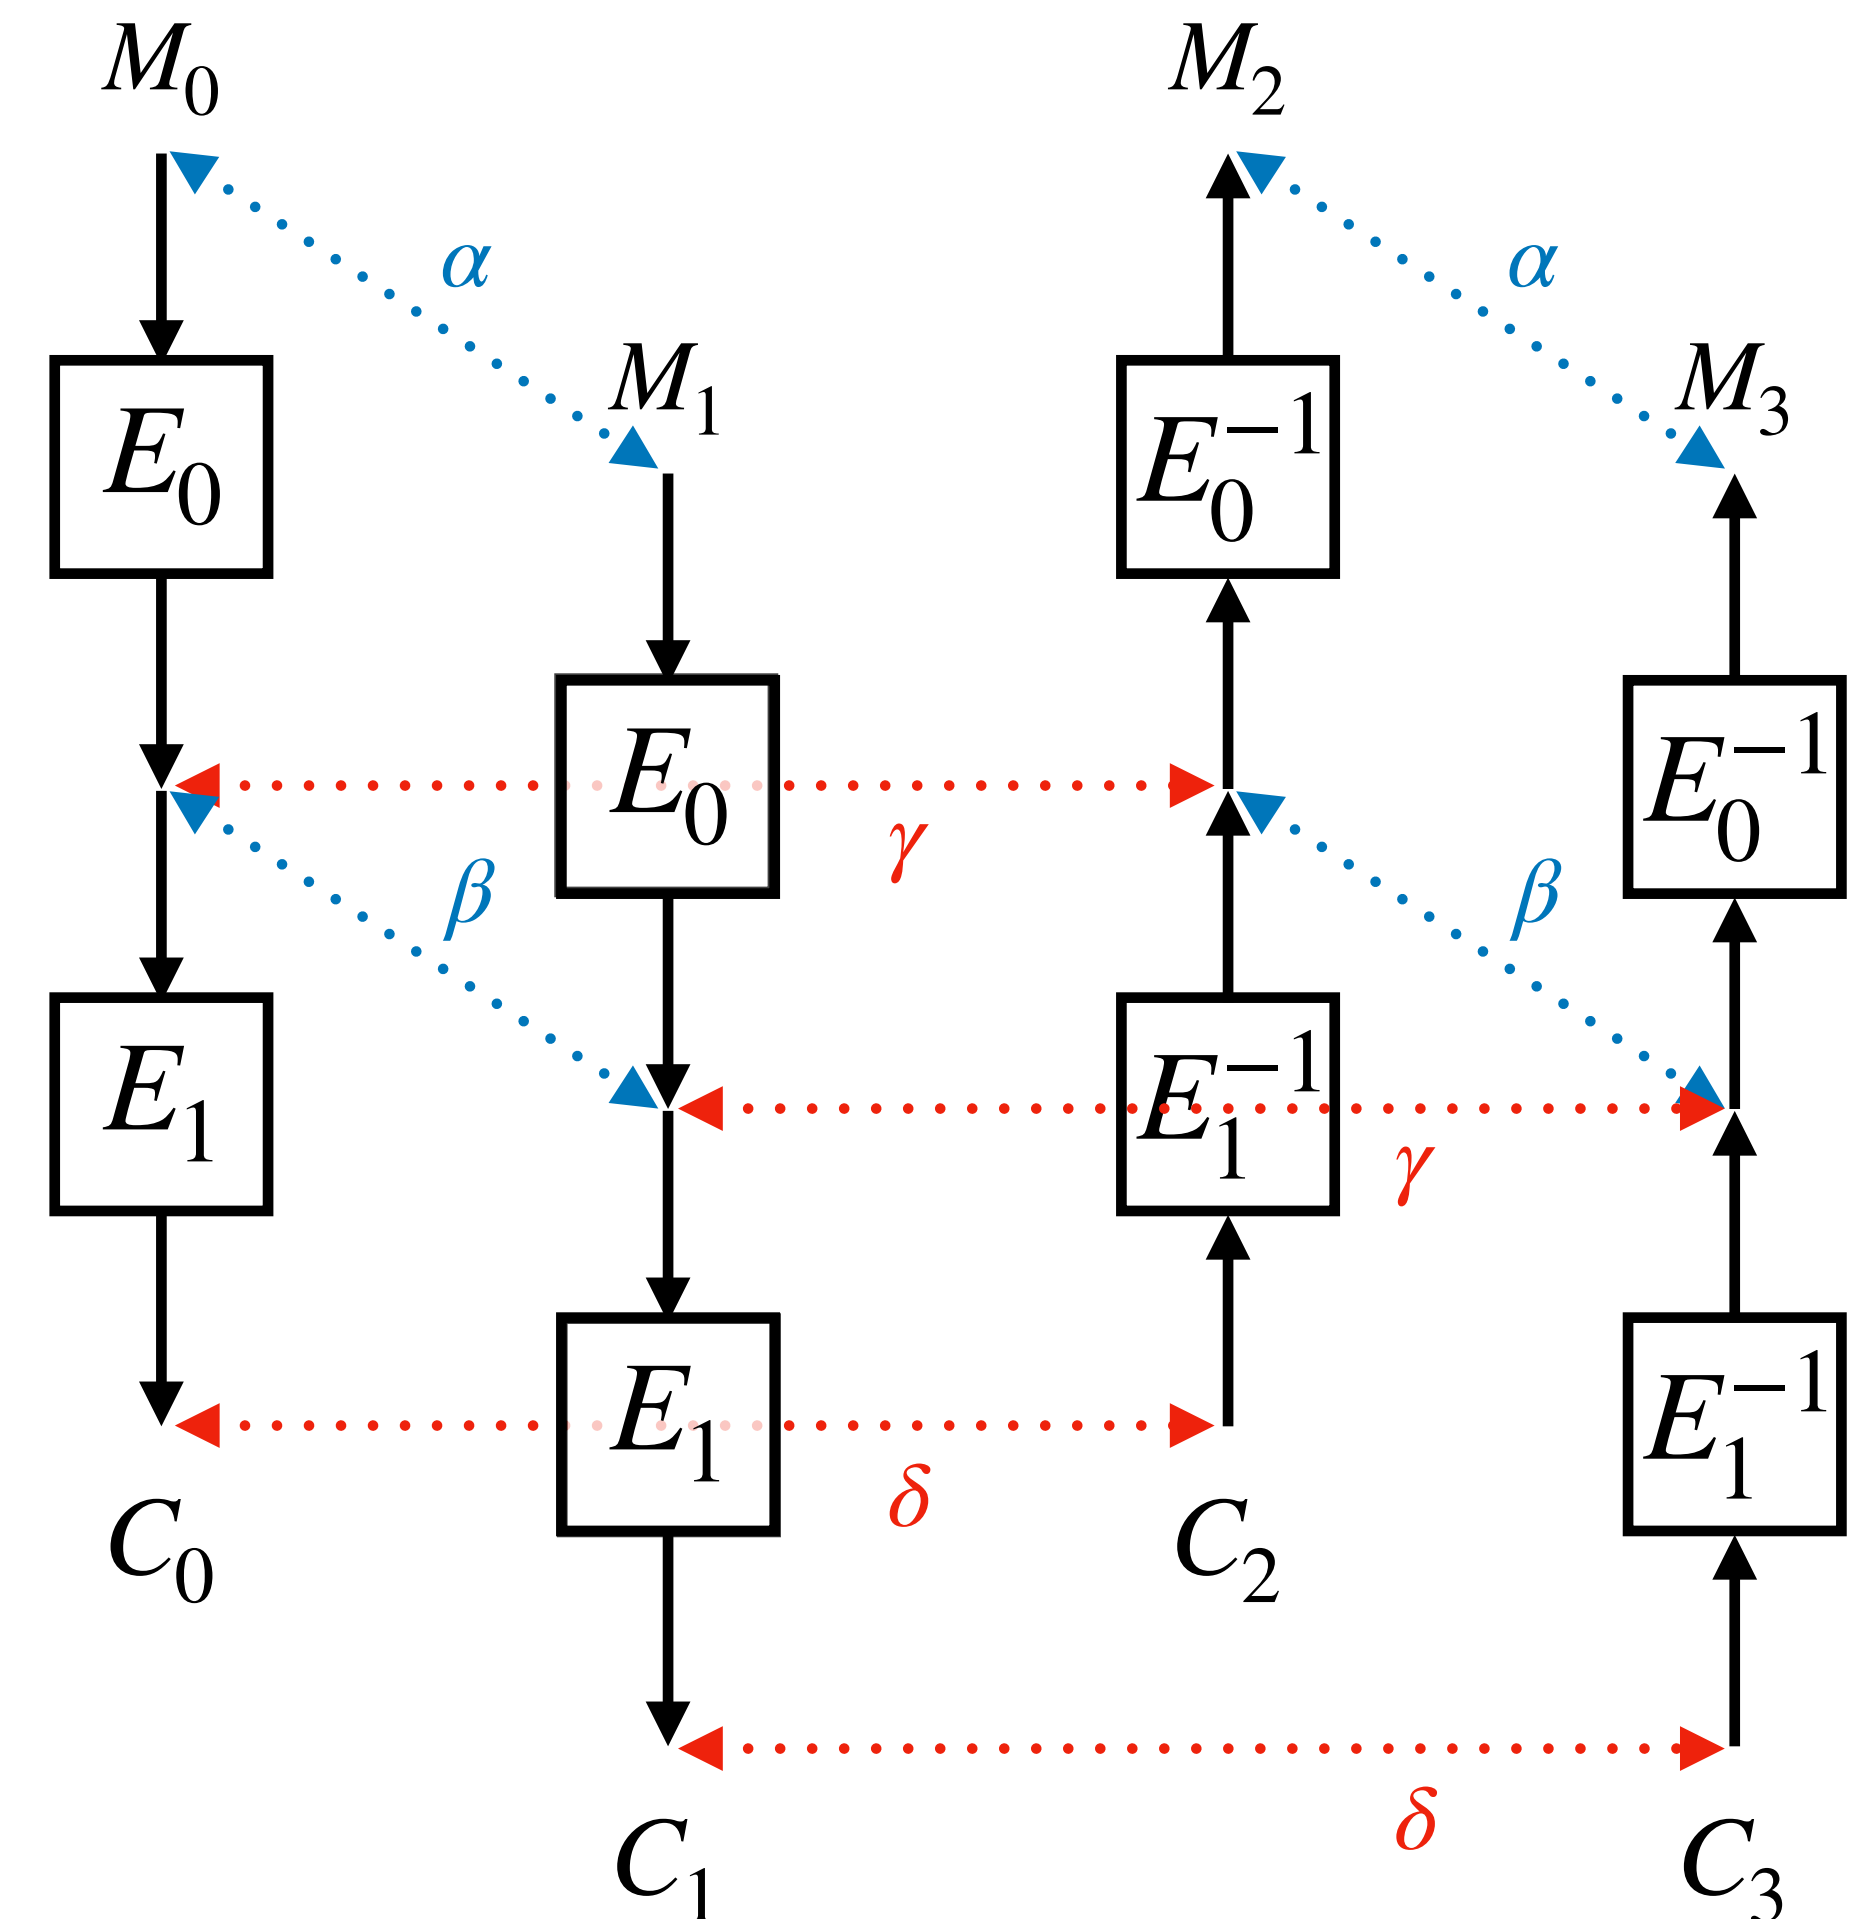 M₀ M₂
α α
M₁ M₃
E₀ E₀⁻¹
E₀ E₀⁻¹
γ
β β
E₁ E₁⁻¹
γ
E₁ E₁⁻¹
δ
C₀ C₂
δ
C₁ C₃